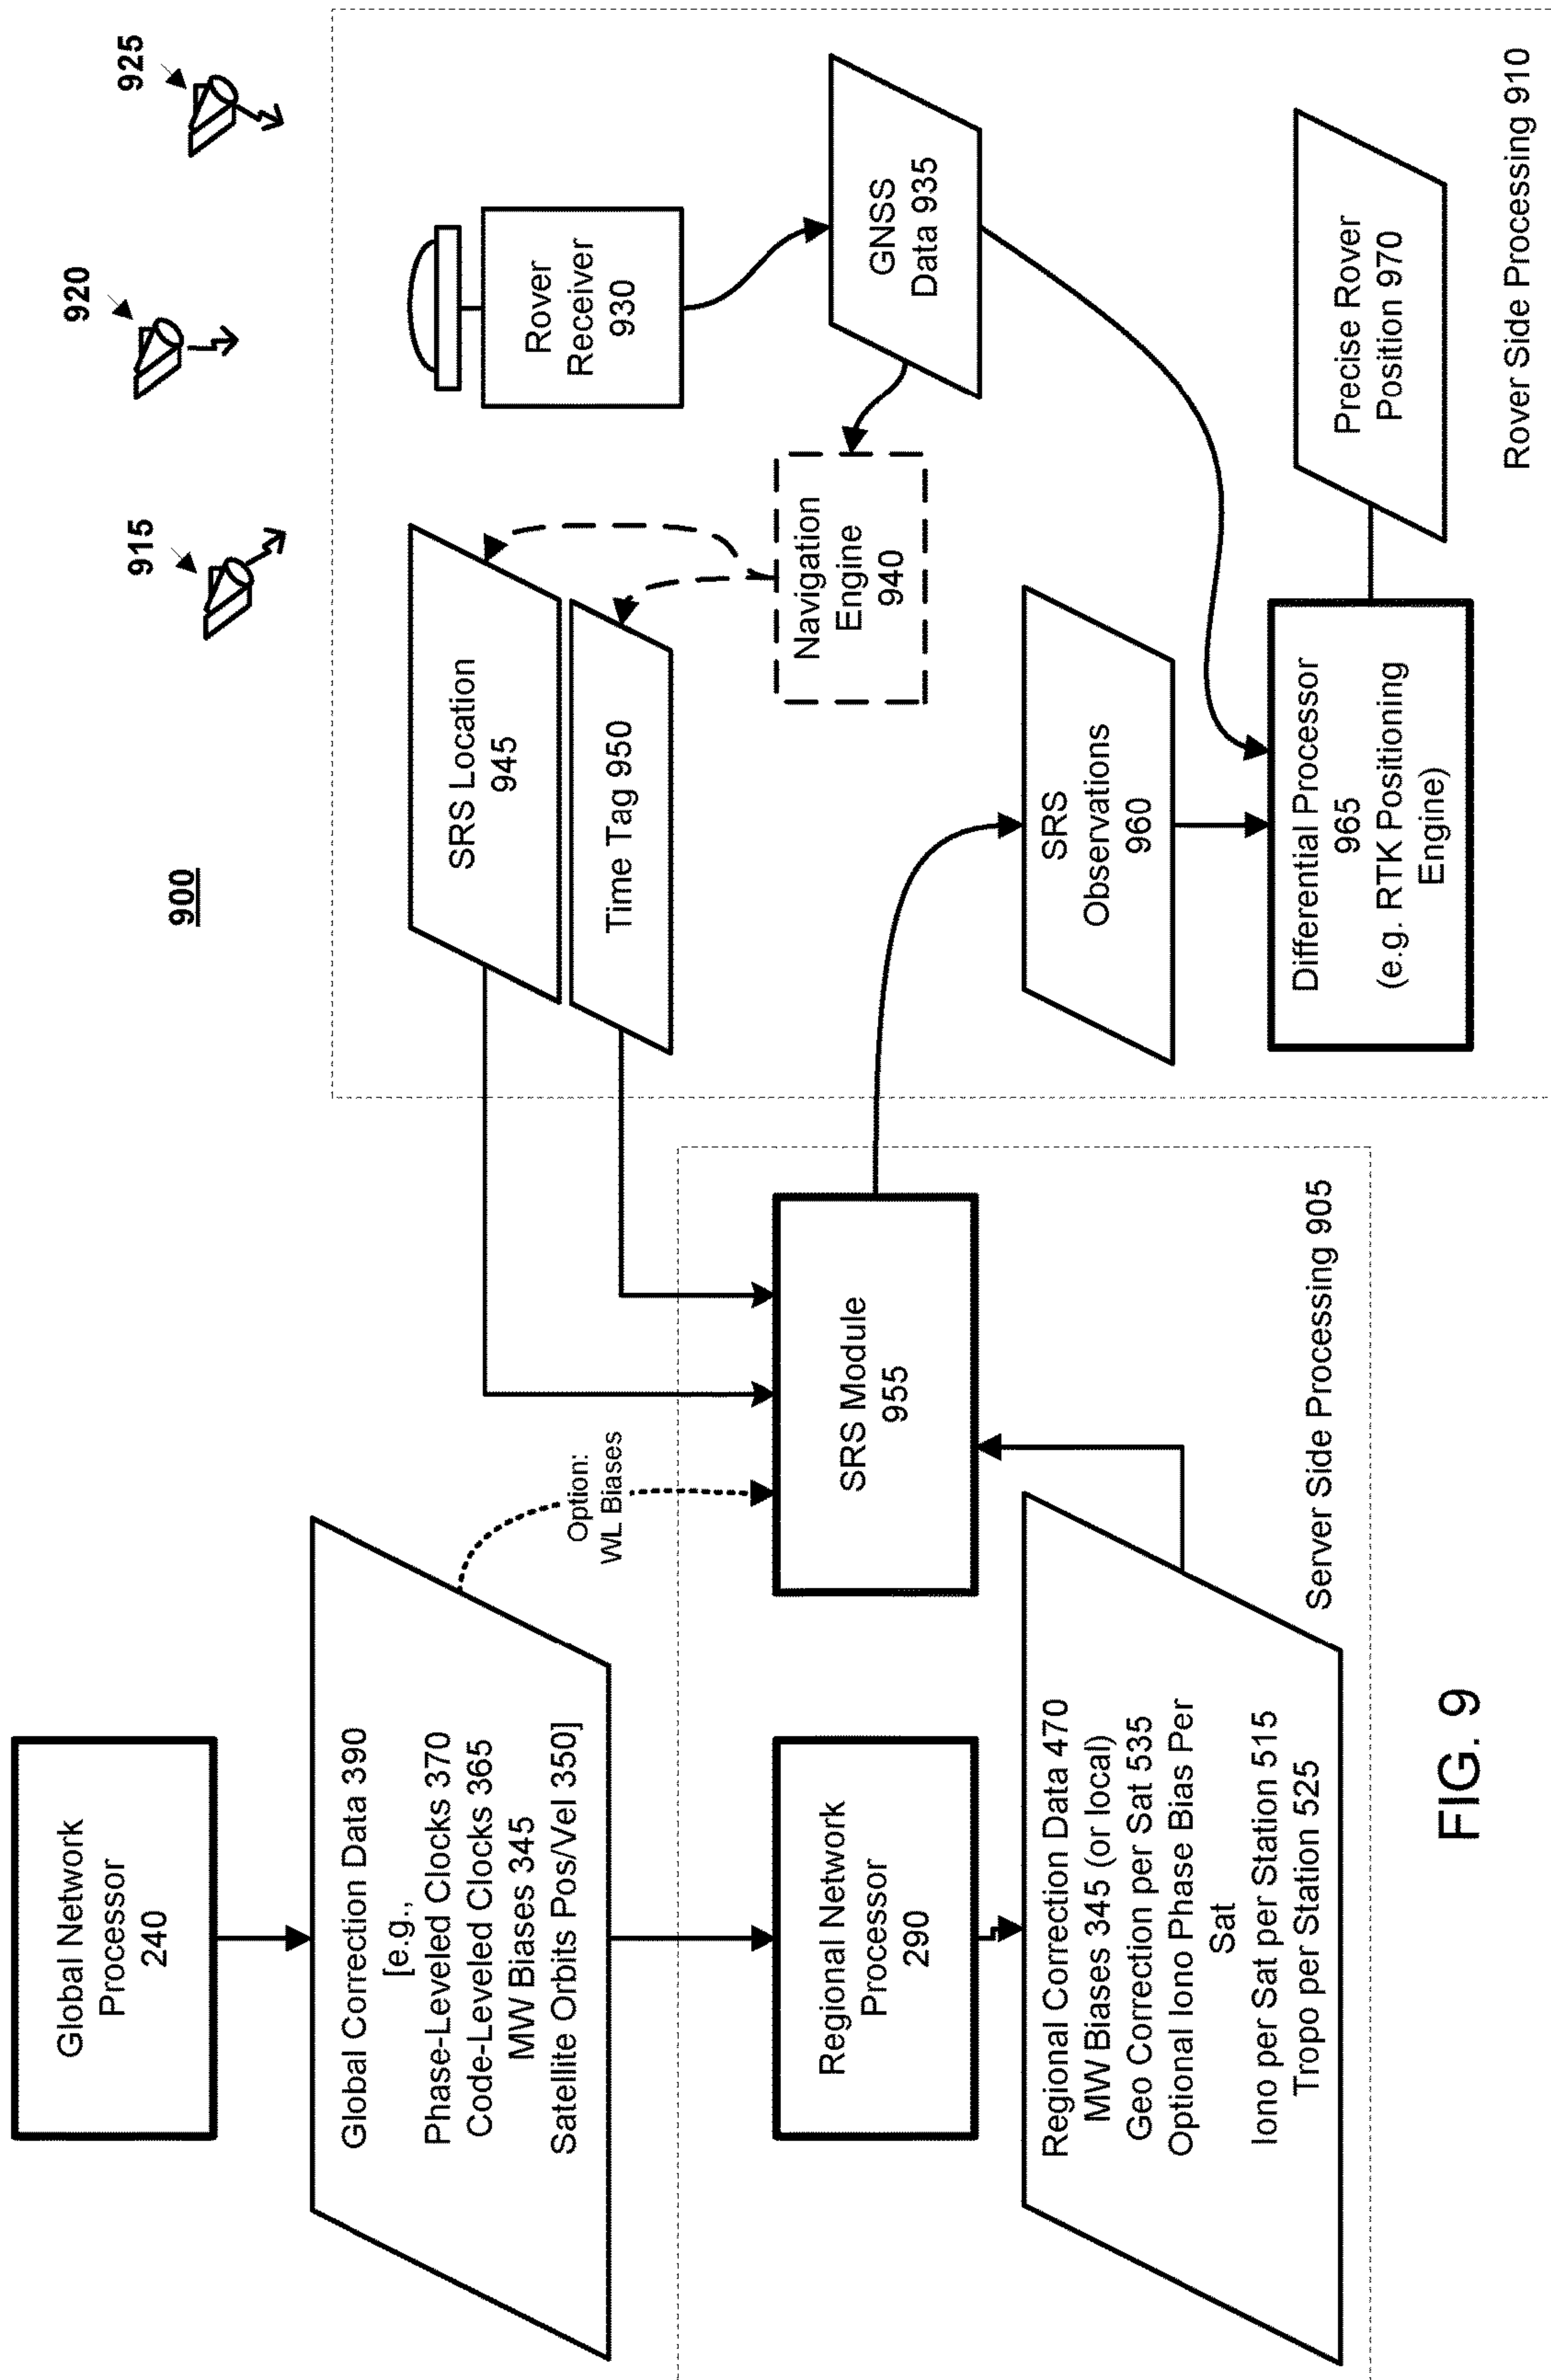 900
915
920
925
Global Network
Processor
240
Global Correction Data 390
[e.g.,
Phase-Leveled Clocks 370
Code-Leveled Clocks 365
MW Biases 345
Satellite Orbits Pos/Vel 350]
Option:
WL Biases
Regional Network
Processor
290
Regional Correction Data 470
MW Biases 345 (or local)
Geo Correction per Sat 535
Optional Iono Phase Bias Per
Sat
Iono per Sat per Station 515
Tropo per Station 525
SRS Module
955
Server Side Processing 905
SRS Location
945
Time Tag 950
Navigation
Engine
940
Rover
Receiver
930
GNSS
Data 935
SRS
Observations
960
Differential Processor
965
(e.g. RTK Positioning
Engine)
Precise Rover
Position 970
Rover Side Processing 910
FIG. 9